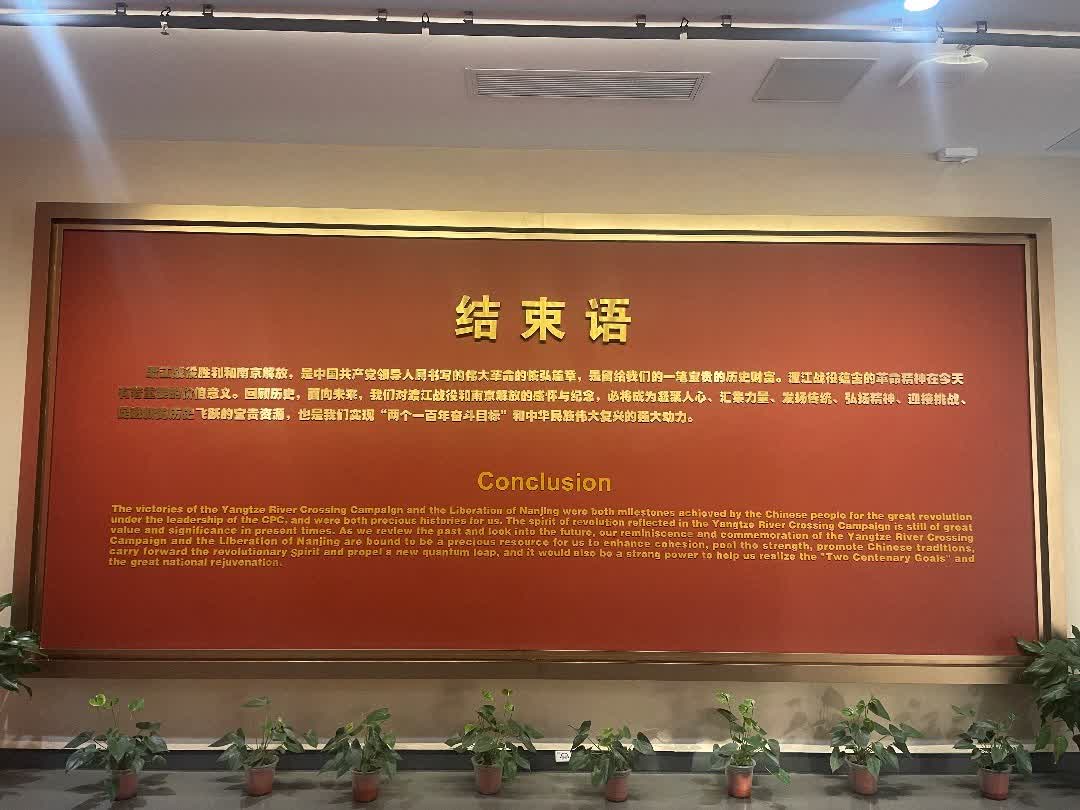 结束语
渡江战役胜利和南京解放，是中国共产党领导人民书写的伟大革命的恢弘篇章，是留给我们的一笔宝贵的历史财富。渡江战役蕴含的革命精神在今天
有着重要的价值意义。回顾历史，面向未来，我们对渡江战役和南京解放的感怀与纪念，必将成为凝聚人心、汇集力量、发扬传统、弘扬精神、迎接挑战、
历史飞跃的宝贵资源，也是我们实现“两个一百年奋斗目标”和中华民族伟大复兴的强大动力。
Conclusion
The victories of the Yangtze River Crossing Campaign and the Liberation of Nanjing were both milestones achieved by the Chinese people for the great revolution
under the leadership of the CPC, and were both precious histories for us. The spirit of revolution reflected in the Yangtze River Crossing Campaign is still of great
value and significance in present times. As we review the past and look into the future, our reminiscence and commemoration of the Yangtze River Crossing
Campaign and the Liberation of Nanjing are bound to be a precious resource for us to enhance cohesion, pool the strength, promote Chinese traditions,
carry forward the revolutionary spirit and propel a new quantum leap, and it would also be a strong power to help us realize the "Two Centenary Goals" and
the great national rejuvenation.